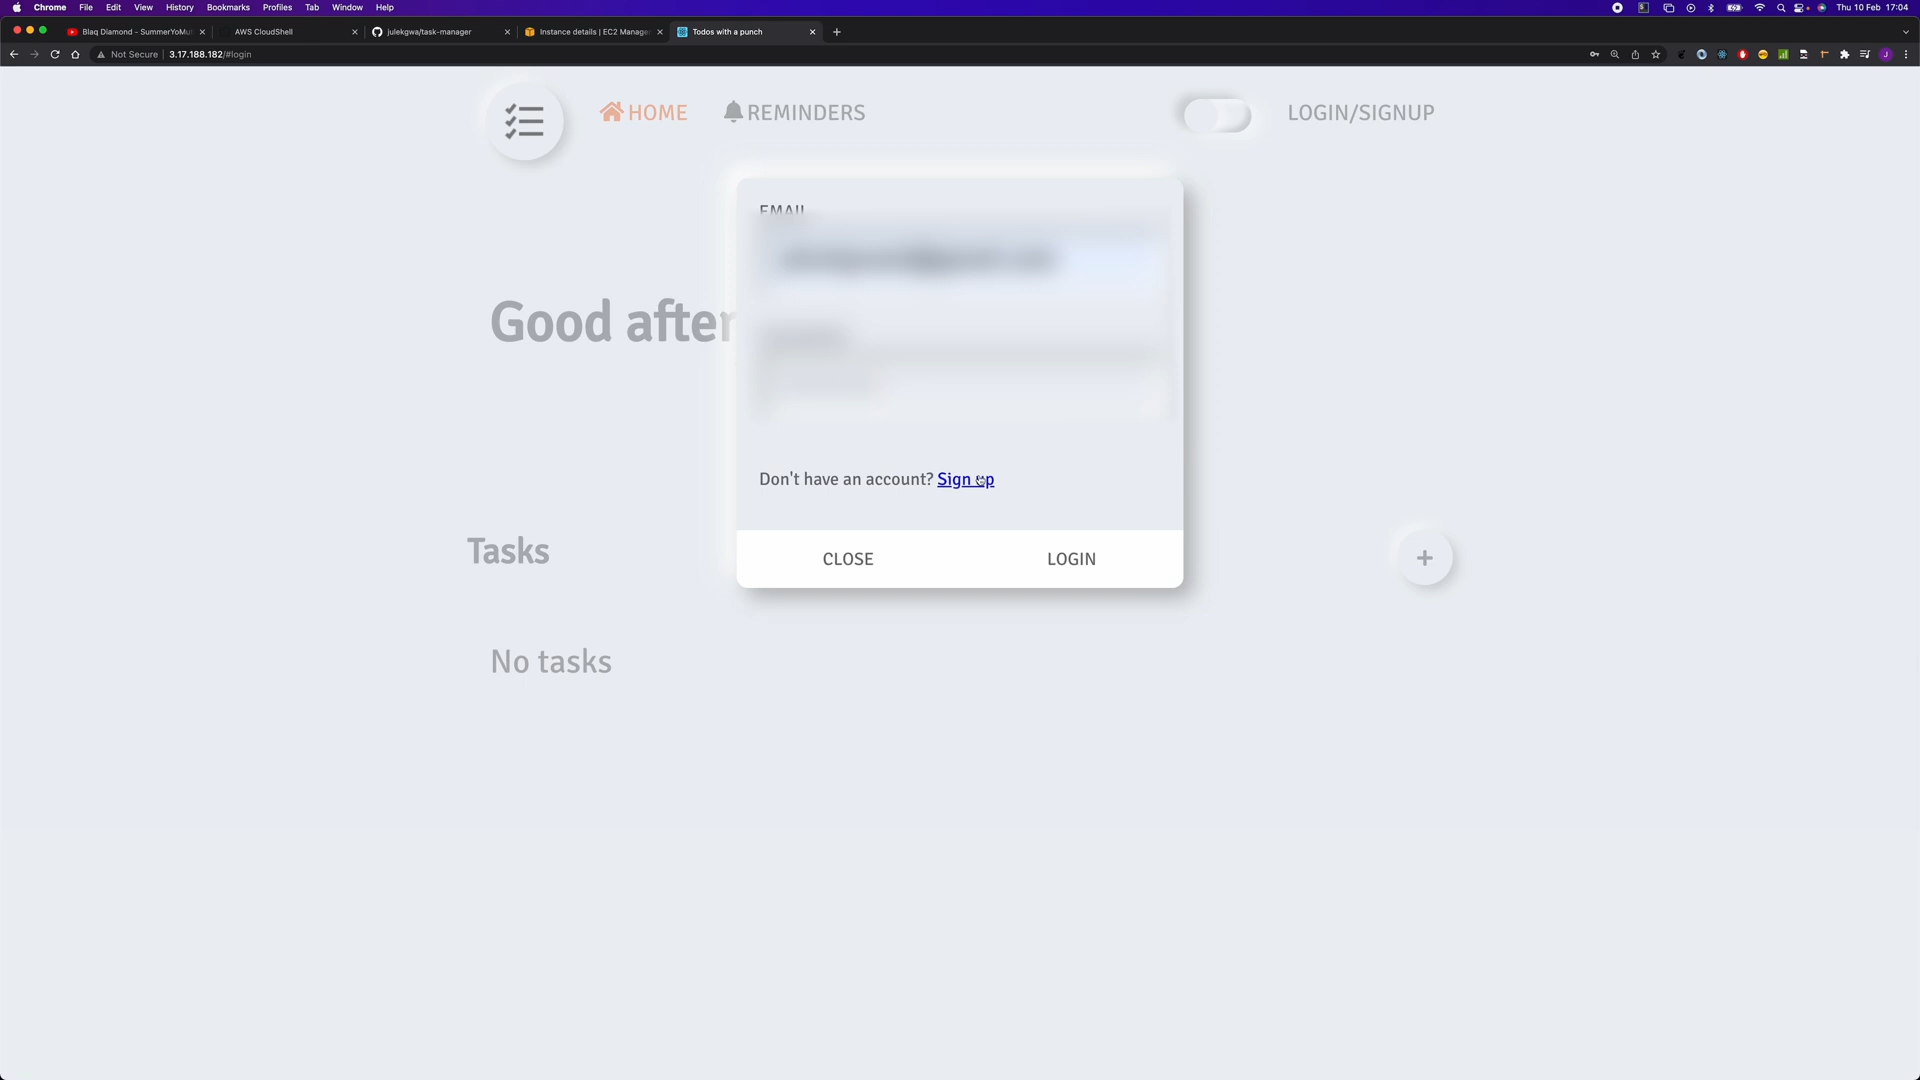 Chrome File Edit View History Bookmarks Profiles Tab Window Help Thu 10 Feb 17:04
Blaq Diamond - SummerYoMut AWS CloudShell julekgwa/task-manager Instance details | EC2 Manage Todos with a punch
Not Secure 3.17.188.182/#login
HOME REMINDERS LOGIN/SIGNUP
EMAIL
Good after
Don't have an account? Sign up
Tasks
CLOSE LOGIN
No tasks